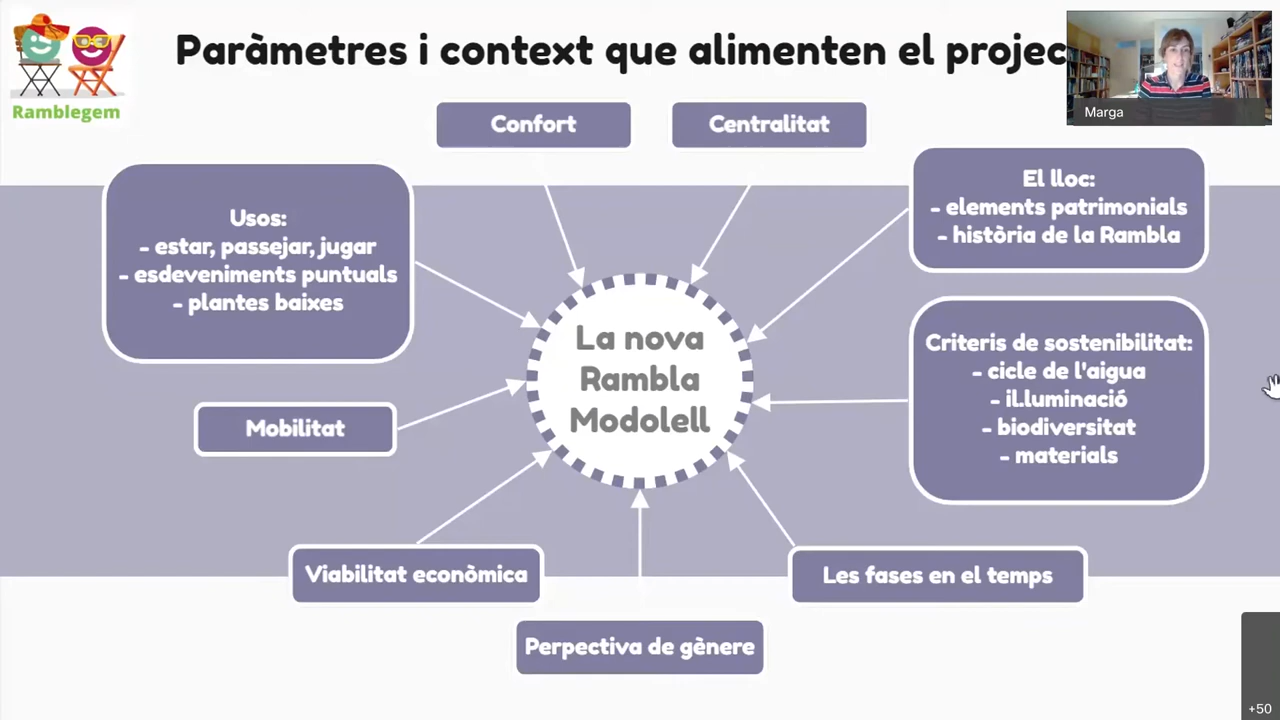 Paràmetres i context que alimenten el projec
Ramblegem
Marga
Confort
Centralitat
Usos:
- estar, passejar, jugar
- esdeveniments puntuals
- plantes baixes
El lloc:
- elements patrimonials
- història de la Rambla
La nova
Rambla
Modolell
Criteris de sostenibilitat:
- cicle de l'aigua
- il.luminació
- biodiversitat
- materials
Mobilitat
Viabilitat econòmica
Les fases en el temps
Perpectiva de gènere
+50